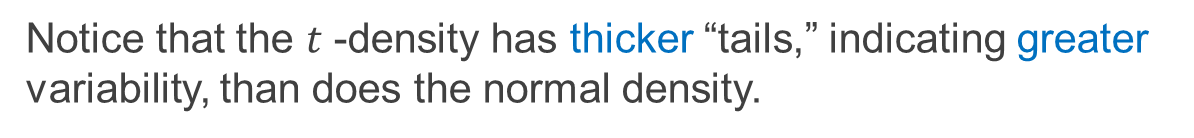 Notice that the t -density has thicker “tails,” indicating greater
variability, than does the normal density.